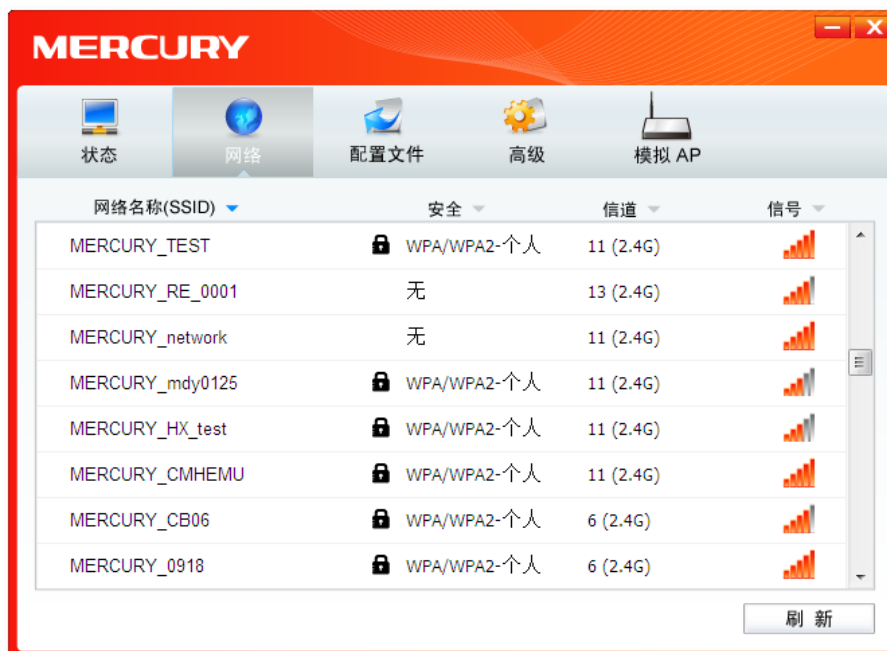 MERCURY
状态 网络 配置文件 高级 模拟 AP
网络名称(SSID) 安全 信道 信号
MERCURY_TEST WPA/WPA2-个人 11 (2.4G)
MERCURY_RE_0001 无 13 (2.4G)
MERCURY_network 无 11 (2.4G)
MERCURY_mdy0125 WPA/WPA2-个人 11 (2.4G)
MERCURY_HX_test WPA/WPA2-个人 11 (2.4G)
MERCURY_CMHEMU WPA/WPA2-个人 11 (2.4G)
MERCURY_CB06 WPA/WPA2-个人 6 (2.4G)
MERCURY_0918 WPA/WPA2-个人 6 (2.4G)
刷 新